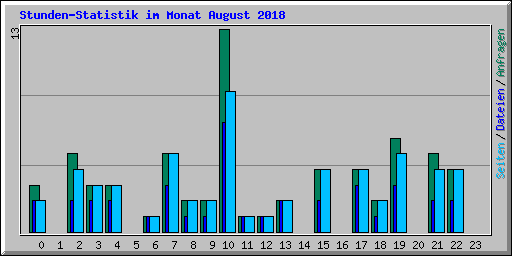 Stunden-Statistik im Monat August 2018
13
0 1 2 3 4 5 6 7 8 9 10 11 12 13 14 15 16 17 18 19 20 21 22 23
Seiten / Dateien / Anfragen